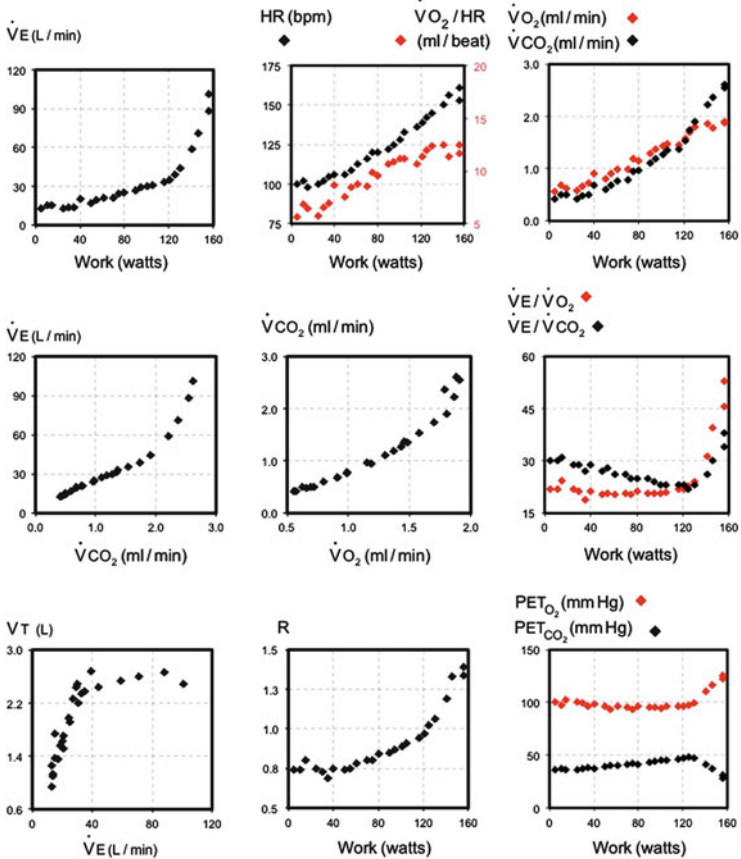 V̇E (L / min)
120
90
60
30
0
0 40 80 120 160
Work (watts)
HR (bpm) V̇O₂ / HR
(ml / beat)
175
150
125
100
75
20
15
10
5
0 40 80 120 160
Work (watts)
V̇O₂(ml / min)
V̇CO₂(ml / min)
3.0
2.0
1.0
0.0
0 40 80 120 160
Work (watts)
V̇E(L / min)
120
90
60
30
0
0.0 1.0 2.0 3.0
V̇CO₂(ml / min)
V̇CO₂ (ml / min)
3.0
2.0
1.0
0.0
0.5 1.0 1.5 2.0
V̇O₂ (ml / min)
V̇E / V̇O₂
V̇E / V̇CO₂
60
45
30
15
0 40 80 120 160
Work (watts)
VT (L)
3.0
2.2
1.4
0.6
0 40 80 120
V̇E(L / min)
R
1.5
1.3
1.0
0.8
0.5
0 40 80 120 160
Work (watts)
PETO₂(mm Hg)
PETCO₂(mm Hg)
150
100
50
0
0 40 80 120 160
Work (watts)